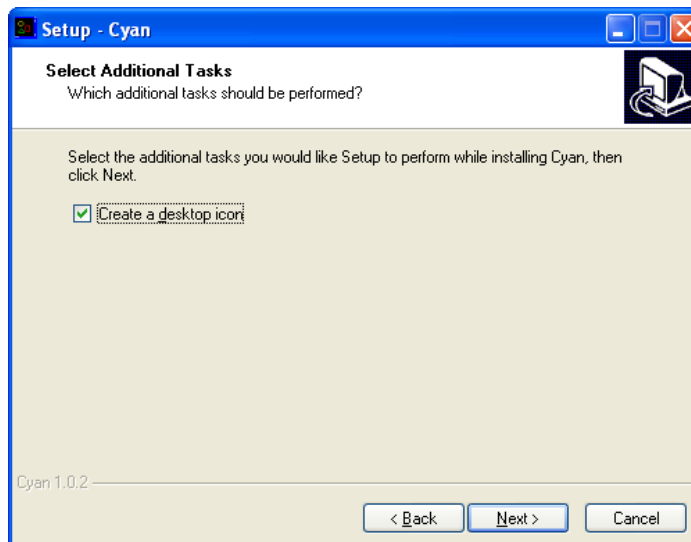 Setup - Cyan
Select Additional Tasks
Which additional tasks should be performed?
Select the additional tasks you would like Setup to perform while installing Cyan, then
click Next.
Create a desktop icon
Cyan 1.0.2
< Back
Next >
Cancel